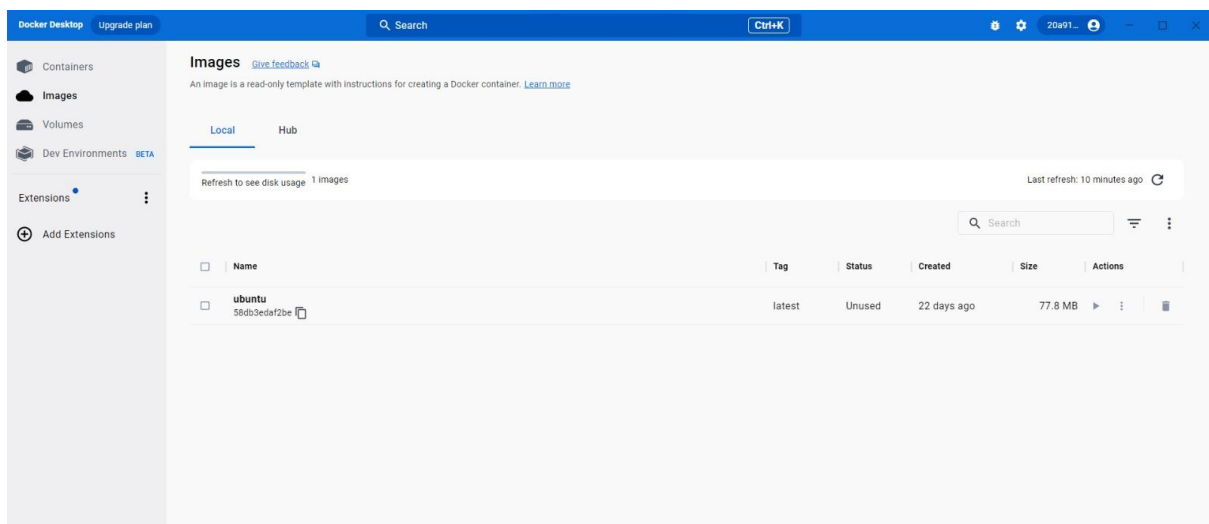 Docker Desktop Upgrade plan Search Ctrl+K 20a91...
Containers
Images
Volumes
Dev Environments BETA
Extensions
Add Extensions
Images Give feedback
An image is a read-only template with instructions for creating a Docker container. Learn more
Local Hub
Refresh to see disk usage 1 images Last refresh: 10 minutes ago
Search
Name Tag Status Created Size Actions
ubuntu latest Unused 22 days ago 77.8 MB
58db3edaf2be